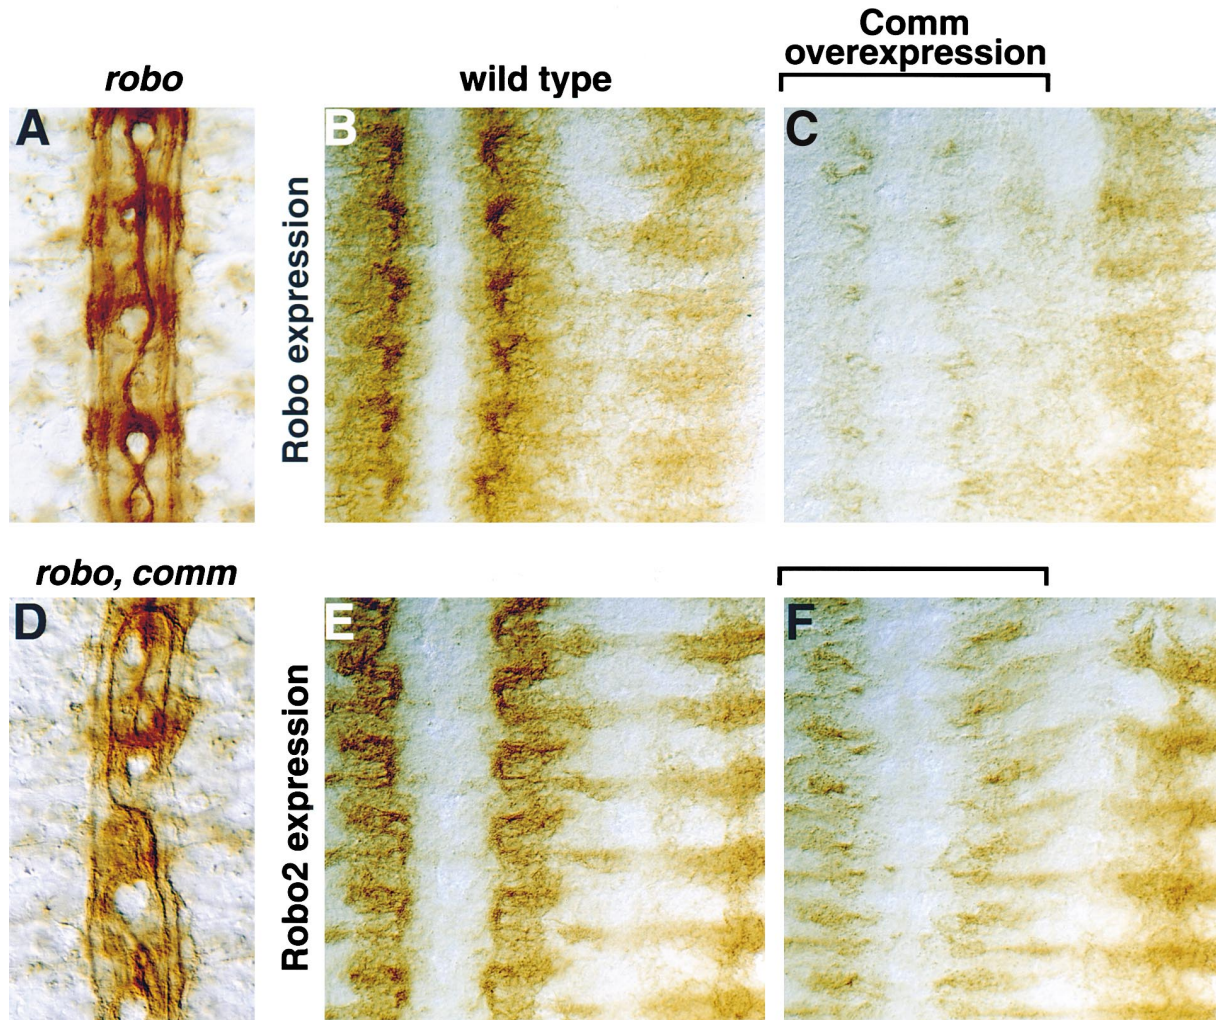 Comm
overexpression
robo
wild type
A
B
C
Robo expression
robo, comm
D
E
F
Robo2 expression